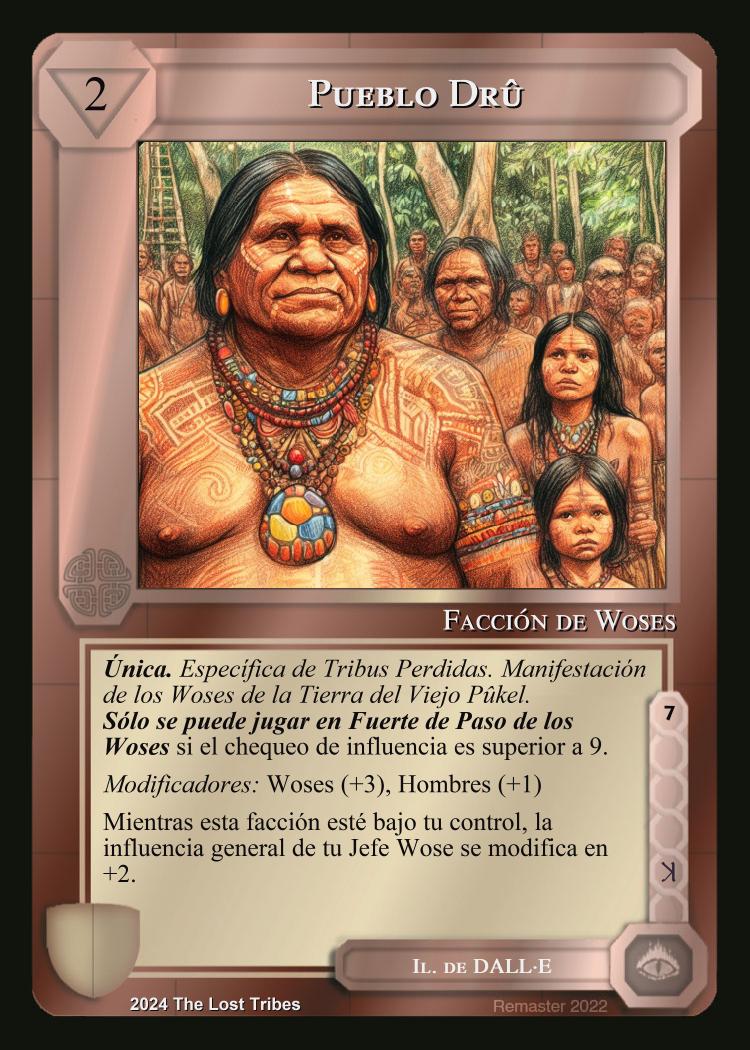 2
Pueblo Drû
Facción de Woses
Única. Específica de Tribus Perdidas. Manifestación
de los Woses de la Tierra del Viejo Pûkel.
Sólo se puede jugar en Fuerte de Paso de los
Woses si el chequeo de influencia es superior a 9.
Modificadores: Woses (+3), Hombres (+1)
Mientras esta facción esté bajo tu control, la
influencia general de tu Jefe Wose se modifica en
+2.
7
Il. de DALL·E
2024 The Lost Tribes
Remaster 2022